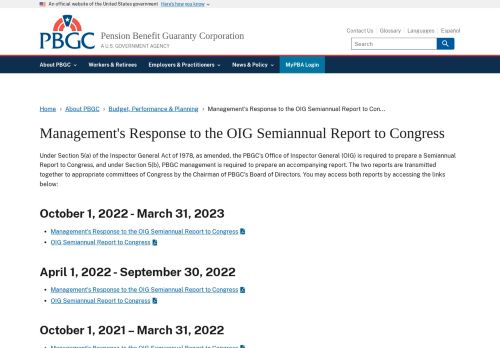 An official website of the United States government Here's how you know
PBGC
Pension Benefit Guaranty Corporation
A U.S. GOVERNMENT AGENCY
Contact Us Glossary Languages Español
Search
About PBGC Workers & Retirees Employers & Practitioners News & Policy MyPBA Login
Home › About PBGC › Budget, Performance & Planning › Management's Response to the OIG Semiannual Report to Con...
Management's Response to the OIG Semiannual Report to Congress
Under Section 5(a) of the Inspector General Act of 1978, as amended, the PBGC's Office of Inspector General (OIG) is required to prepare a Semiannual
Report to Congress, and under Section 5(b), PBGC management is required to prepare an accompanying report. The two reports are transmitted
together to appropriate committees of Congress by the Chairman of PBGC's Board of Directors. You may access both reports by accessing the links
below:
October 1, 2022 - March 31, 2023
• Management's Response to the OIG Semiannual Report to Congress
• OIG Semiannual Report to Congress
April 1, 2022 - September 30, 2022
• Management's Response to the OIG Semiannual Report to Congress
• OIG Semiannual Report to Congress
October 1, 2021 – March 31, 2022
• Management's Response to the OIG Semiannual Report to Congress